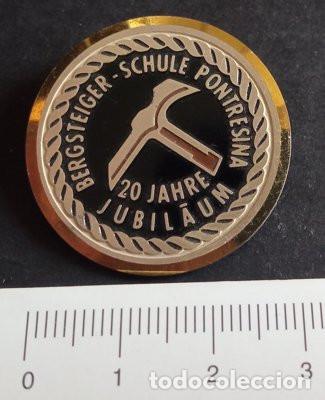 BERGSTEIGER-SCHULE PONTRESINA
20 JAHRE
JUBILÄUM
0 1 2 3
todocoleccion